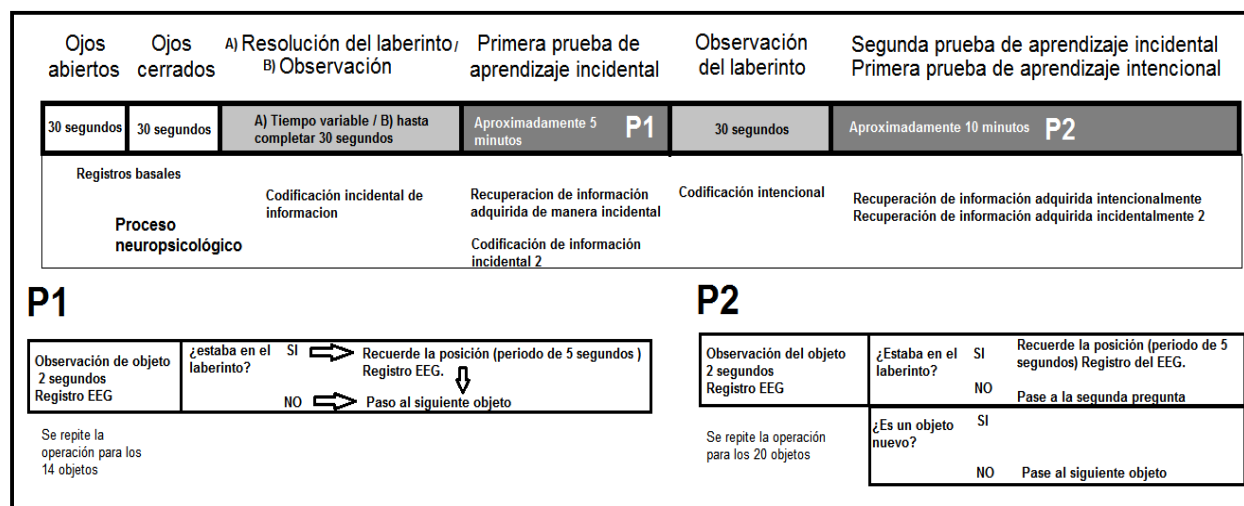 Ojos abiertos
Ojos cerrados
A) Resolución del laberinto /
B) Observación
Primera prueba de
aprendizaje incidental
Observación
del laberinto
Segunda prueba de aprendizaje incidental
Primera prueba de aprendizaje intencional
30 segundos
30 segundos
A) Tiempo variable / B) hasta
completar 30 segundos
Aproximadamente 5
minutos
P1
30 segundos
Aproximadamente 10 minutos P2
Registros basales
Proceso
neuropsicológico
Codificación incidental de
informacion
Recuperacion de información
adquirida de manera incidental
Codificación de información
incidental 2
Codificación intencional
Recuperación de información adquirida intencionalmente
Recuperación de información adquirida incidentalmente 2
P1
Observación de objeto
2 segundos
Registro EEG
¿estaba en el
laberinto?
SI
Recuerde la posición (periodo de 5 segundos )
Registro EEG.
NO
Paso al siguiente objeto
Se repite la
operación para los
14 objetos
P2
Observación del objeto
2 segundos
Registro EEG
¿Estaba en el
laberinto?
SI
Recuerde la posición (periodo de 5
segundos) Registro del EEG.
NO
Pase a la segunda pregunta
¿Es un objeto
nuevo?
SI
NO
Pase al siguiente objeto
Se repite la operación
para los 20 objetos